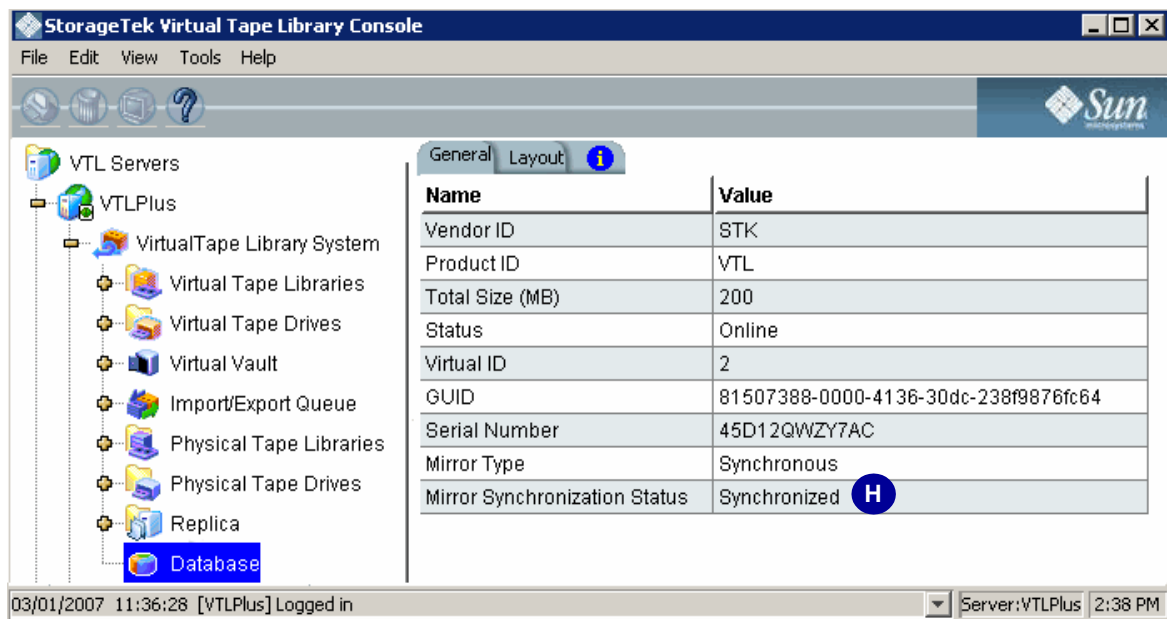 StorageTek Virtual Tape Library Console
File Edit View Tools Help
Sun
microsystems
VTL Servers
VTLPlus
VirtualTape Library System
Virtual Tape Libraries
Virtual Tape Drives
Virtual Vault
Import/Export Queue
Physical Tape Libraries
Physical Tape Drives
Replica
Database
General Layout i
Name Value
Vendor ID STK
Product ID VTL
Total Size (MB) 200
Status Online
Virtual ID 2
GUID 81507388-0000-4136-30dc-238f9876fc64
Serial Number 45D12QWZY7AC
Mirror Type Synchronous
Mirror Synchronization Status Synchronized H
03/01/2007 11:36:28 [VTLPlus] Logged in Server:VTLPlus 2:38 PM